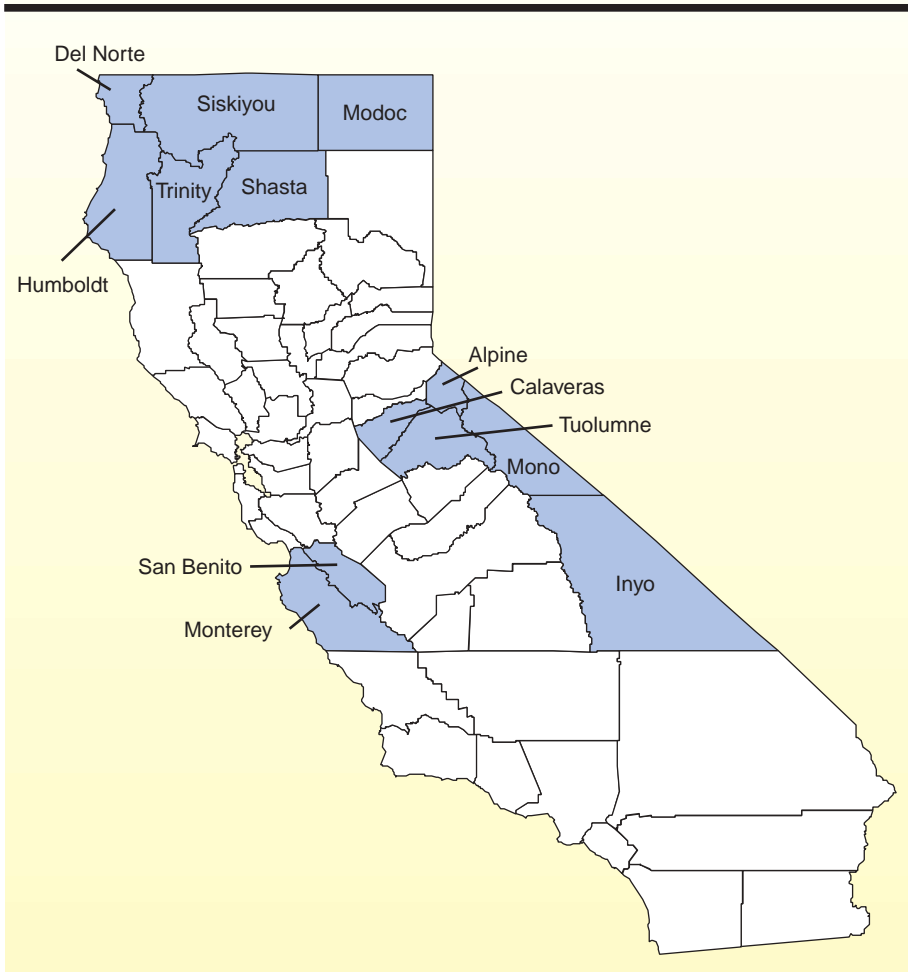 Del Norte
Siskiyou
Modoc
Trinity
Shasta
Humboldt
Alpine
Calaveras
Tuolumne
Mono
San Benito
Inyo
Monterey